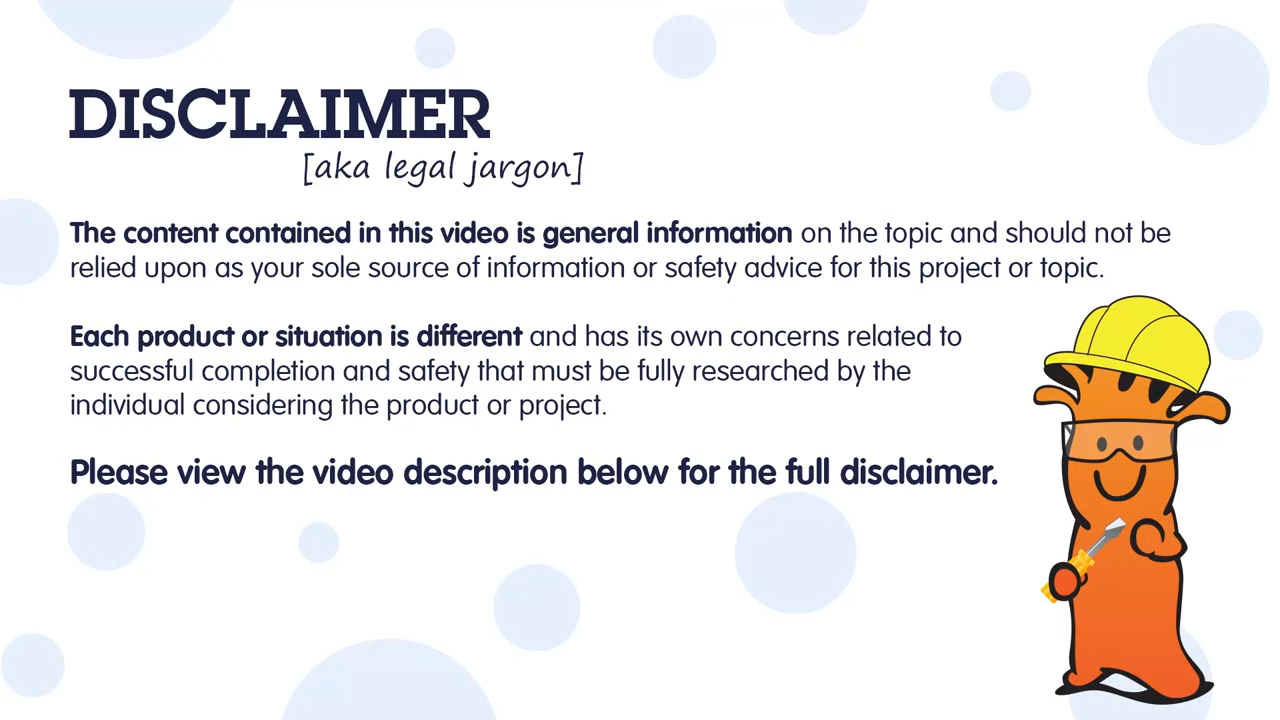 DISCLAIMER
[aka legal jargon]
The content contained in this video is general information on the topic and should not be
relied upon as your sole source of information or safety advice for this project or topic.
Each product or situation is different and has its own concerns related to
successful completion and safety that must be fully researched by the
individual considering the product or project.
Please view the video description below for the full disclaimer.